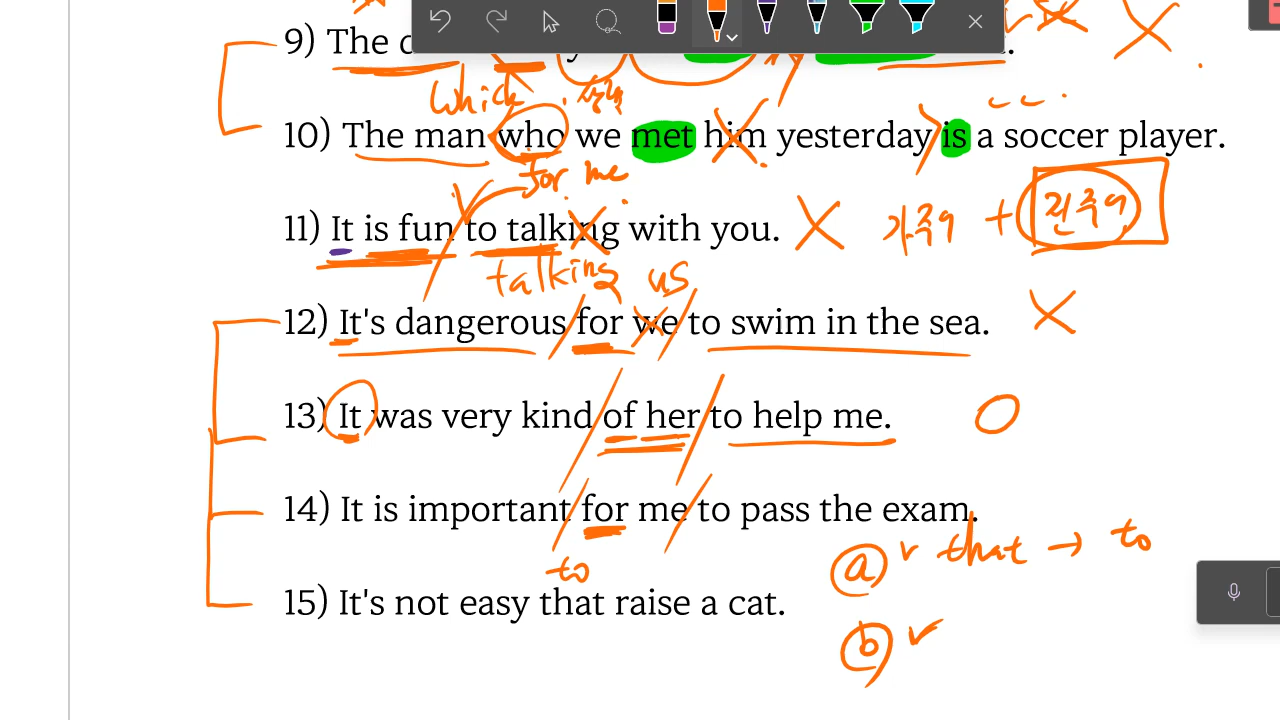 9) The
which
10) The man who we met him yesterday is a soccer player.
for me
11) It is fun to talking with you. X 가주어 + 진주어
talking us
12) It's dangerous for we to swim in the sea. X
13) It was very kind of her to help me. O
14) It is important for me to pass the exam.
ⓐ that → to
to
15) It's not easy that raise a cat.
ⓑ